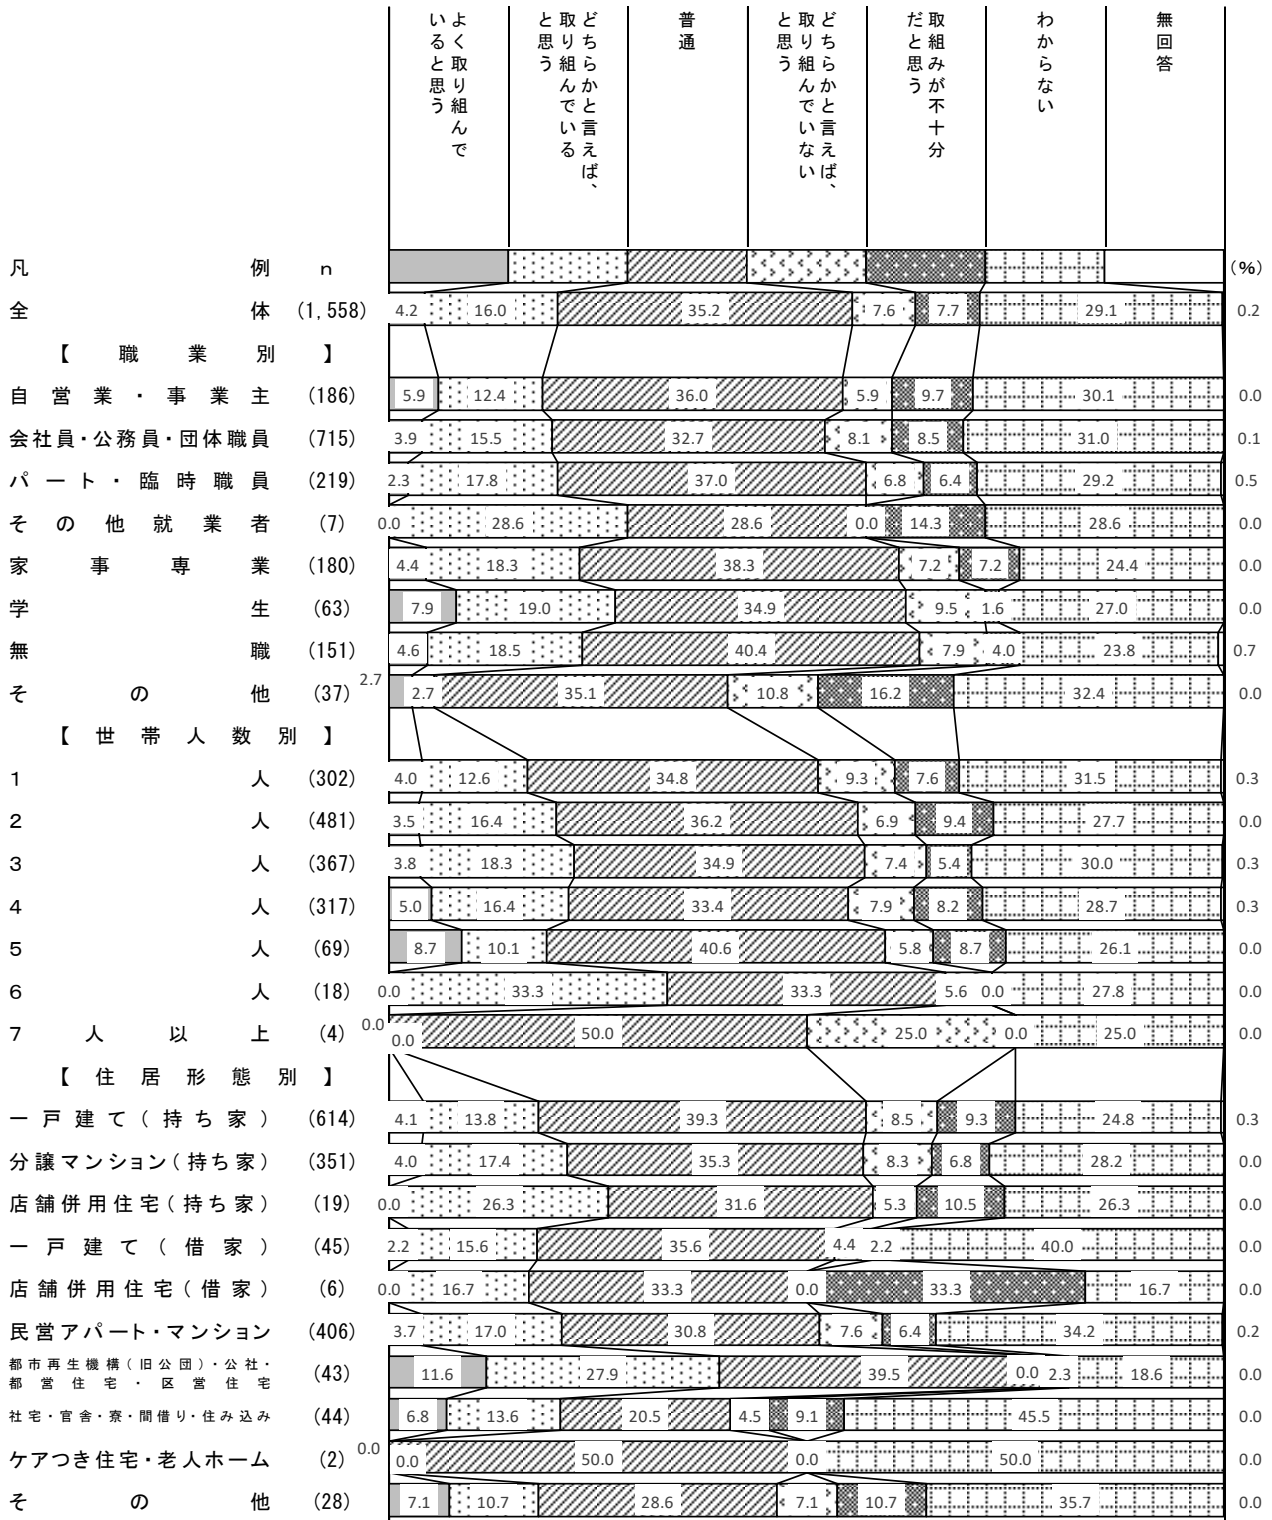 よく取り組んで
いると思う
どちらかと言えば、
取り組んでいる
と思う
普通
どちらかと言えば、
取り組んでいない
と思う
取組みが不十分
だと思う
わからない
無回答
凡例 n (%)
全体 (1,558) 4.2 16.0 35.2 7.6 7.7 29.1 0.2
【職業別】
自営業・事業主 (186) 5.9 12.4 36.0 5.9 9.7 30.1 0.0
会社員・公務員・団体職員 (715) 3.9 15.5 32.7 8.1 8.5 31.0 0.1
パート・臨時職員 (219) 2.3 17.8 37.0 6.8 6.4 29.2 0.5
その他就業者 (7) 0.0 28.6 28.6 0.0 14.3 28.6 0.0
家事専業 (180) 4.4 18.3 38.3 7.2 7.2 24.4 0.0
学生 (63) 7.9 19.0 34.9 9.5 1.6 27.0 0.0
無職 (151) 4.6 18.5 40.4 7.9 4.0 23.8 0.7
その他 (37) 2.7 2.7 35.1 10.8 16.2 32.4 0.0
【世帯人数別】
1人 (302) 4.0 12.6 34.8 9.3 7.6 31.5 0.3
2人 (481) 3.5 16.4 36.2 6.9 9.4 27.7 0.0
3人 (367) 3.8 18.3 34.9 7.4 5.4 30.0 0.3
4人 (317) 5.0 16.4 33.4 7.9 8.2 28.7 0.3
5人 (69) 8.7 10.1 40.6 5.8 8.7 26.1 0.0
6人 (18) 0.0 33.3 33.3 5.6 0.0 27.8 0.0
7人以上 (4) 0.0 0.0 50.0 25.0 0.0 25.0 0.0
【住居形態別】
一戸建て(持ち家) (614) 4.1 13.8 39.3 8.5 9.3 24.8 0.3
分譲マンション(持ち家) (351) 4.0 17.4 35.3 8.3 6.8 28.2 0.0
店舗併用住宅(持ち家) (19) 0.0 26.3 31.6 5.3 10.5 26.3 0.0
一戸建て(借家) (45) 2.2 15.6 35.6 4.4 2.2 40.0 0.0
店舗併用住宅(借家) (6) 0.0 16.7 33.3 0.0 33.3 16.7 0.0
民営アパート・マンション (406) 3.7 17.0 30.8 7.6 6.4 34.2 0.2
都市再生機構(旧公団)・公社・
都営住宅・区営住宅 (43) 11.6 27.9 39.5 0.0 2.3 18.6 0.0
社宅・官舎・寮・間借り・住み込み (44) 6.8 13.6 20.5 4.5 9.1 45.5 0.0
ケアつき住宅・老人ホーム (2) 0.0 0.0 50.0 0.0 50.0 0.0
その他 (28) 7.1 10.7 28.6 7.1 10.7 35.7 0.0